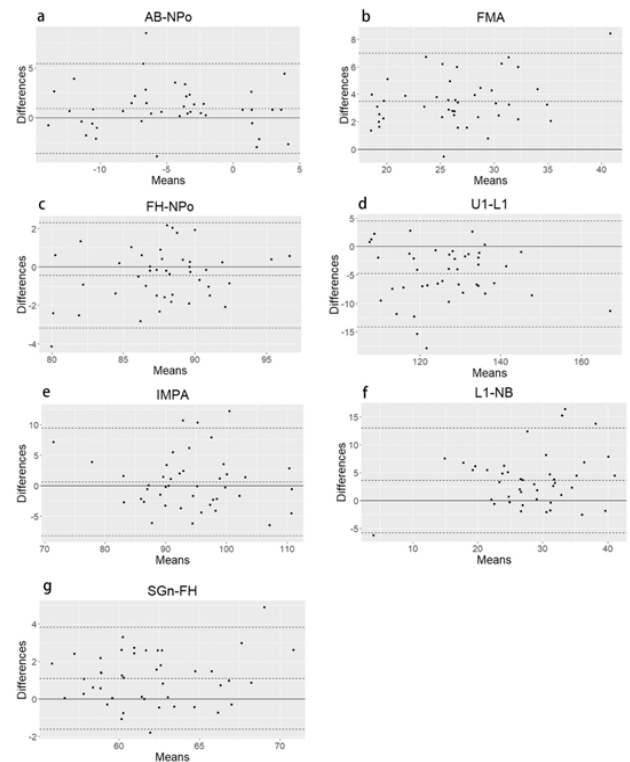 a
AB-NPo
Differences
5
0
-10
-5
0
5
Means
b
FMA
Differences
8
6
4
2
0
20
25
30
35
40
Means
c
FH-NPo
Differences
2
0
-2
-4
80
85
90
95
Means
d
U1-L1
Differences
5
0
-5
-10
-15
120
140
160
Means
e
IMPA
Differences
10
5
0
-5
70
80
90
100
110
Means
f
L1-NB
Differences
15
10
5
0
-5
10
20
30
40
Means
g
SGn-FH
Differences
4
2
0
-2
60
65
70
Means